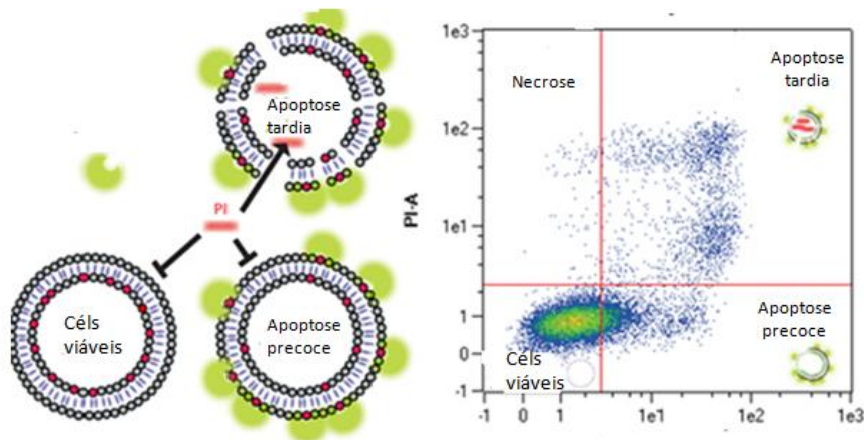 Apoptose
tardia
PI
Céls
viáveis
Apoptose
precoce
PI-A
1e3
1e2
1e1
1
0
-1
Necrose
Apoptose
tardia
Céls
viáveis
Apoptose
precoce
-1
0
1
1e1
1e2
1e3